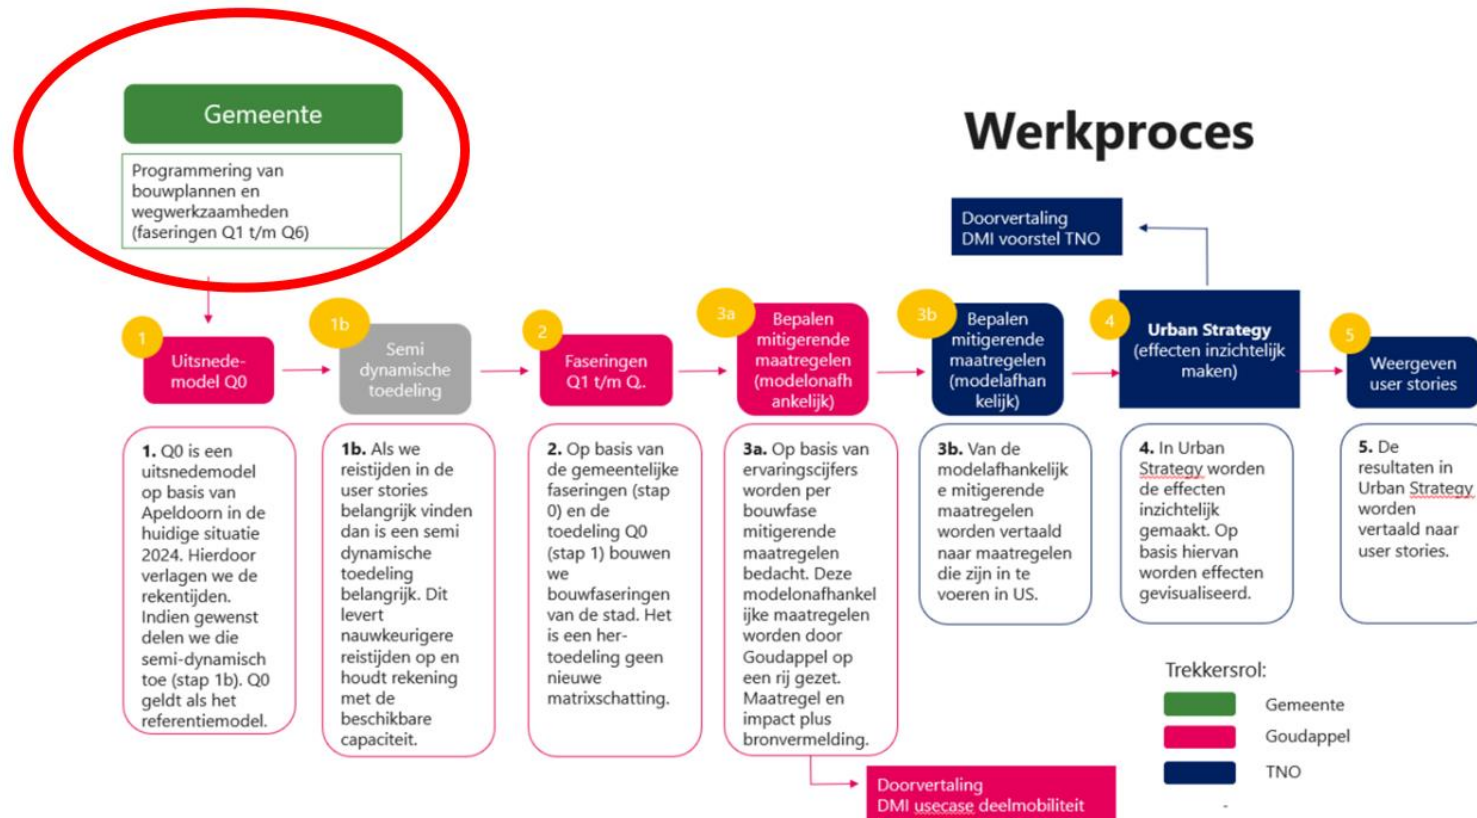 Gemeente
Programmering van
bouwplannen en
wegwerkzaamheden
(faseringen Q1 t/m Q6)
Werkproces
Doorvertaling
DMI voorstel TNO
1
Uitsnede-
model Q0
1b
Semi
dynamische
toedeling
2
Faseringen
Q1 t/m Q..
3a
Bepalen
mitigerende
maatregelen
(modelonafh
ankelijk)
3b
Bepalen
mitigerende
maatregelen
(modelafhan
kelijk)
4
Urban Strategy
(effecten inzichtelijk
maken)
5
Weergeven
user stories
1. Q0 is een
uitsnedemodel
op basis van
Apeldoorn in de
huidige situatie
2024. Hierdoor
verlagen we de
rekentijden.
Indien gewenst
delen we die
semi-dynamisch
toe (stap 1b). Q0
geldt als het
referentiemodel.
1b. Als we
reistijden in de
user stories
belangrijk vinden
dan is een semi
dynamische
toedeling
belangrijk. Dit
levert
nauwkeurigere
reistijden op en
houdt rekening
met de
beschikbare
capaciteit.
2. Op basis van
de gemeentelijke
faseringen (stap
0) en de
toedeling Q0
(stap 1) bouwen
we
bouwfaseringen
van de stad. Het
is een her-
toedeling geen
nieuwe
matrixschatting.
3a. Op basis van
ervaringscijfers
worden per
bouwfase
mitigerende
maatregelen
bedacht. Deze
modelonafhankel
ijke maatregelen
worden door
Goudappel op
een rij gezet.
Maatregel en
impact plus
bronvermelding.
3b. Van de
modelafhankelijk
e mitigerende
maatregelen
worden vertaald
naar maatregelen
die zijn in te
voeren in US.
4. In Urban
Strategy worden
de effecten
inzichtelijk
gemaakt. Op
basis hiervan
worden effecten
gevisualiseerd.
5. De
resultaten in
Urban Strategy
worden
vertaald naar
user stories.
Doorvertaling
DMI usecase deelmobiliteit
Trekkersrol:
Gemeente
Goudappel
TNO
-